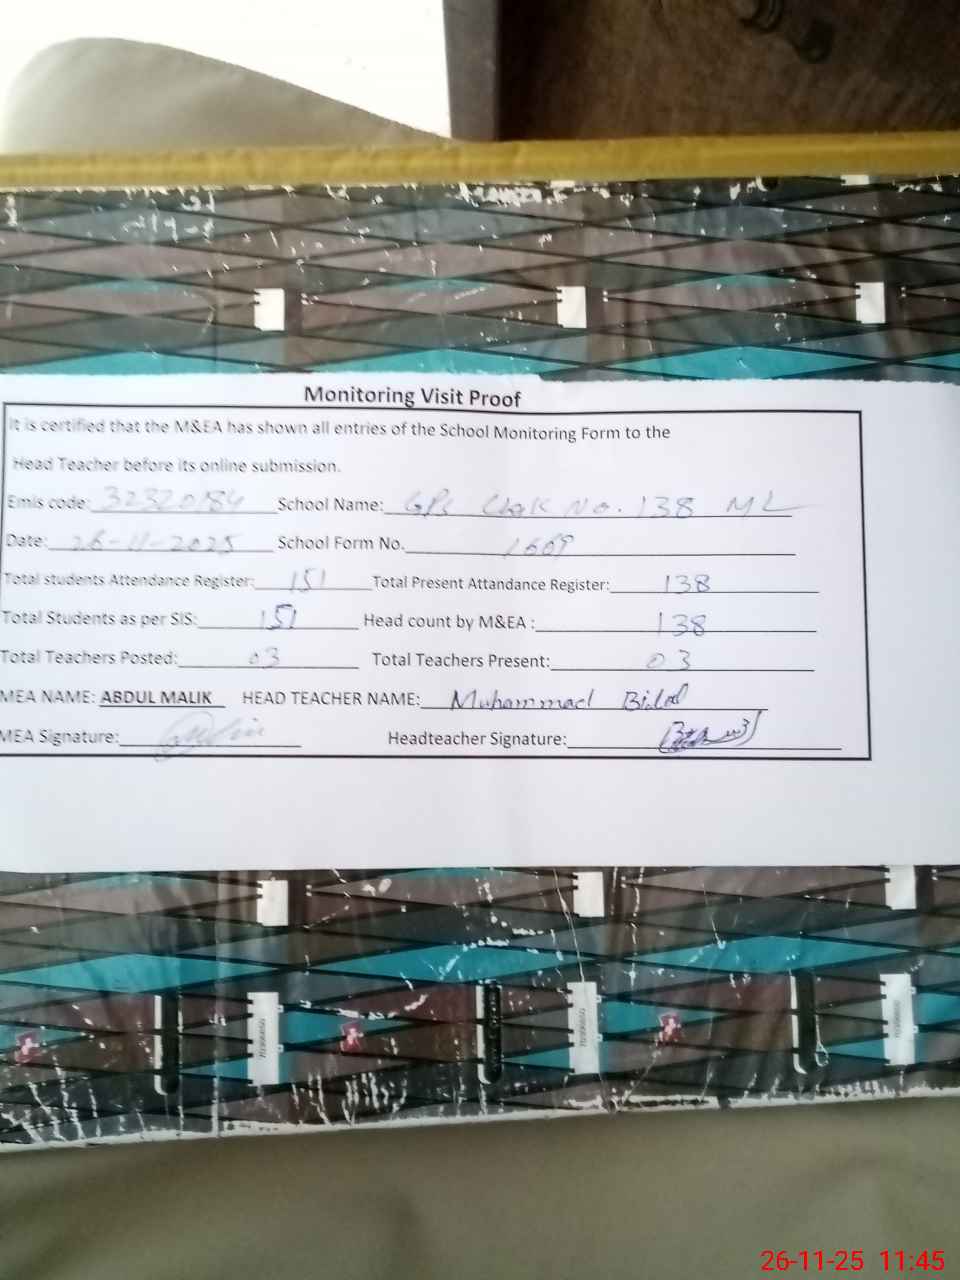 Monitoring Visit Proof
It is certified that the M&EA has shown all entries of the School Monitoring Form to the
Head Teacher before its online submission.
Emis code: 32320184 School Name: GPS Chak No. 138 ML
Date: 26-11-2025 School Form No. 1669
Total students Attendance Register: 151 Total Present Attandance Register: 138
Total Students as per SIS: 151 Head count by M&EA : 138
Total Teachers Posted: 03 Total Teachers Present: 03
MEA NAME: ABDUL MALIK HEAD TEACHER NAME: Muhammad Bilal
MEA Signature: Headteacher Signature:
26-11-25 11:45